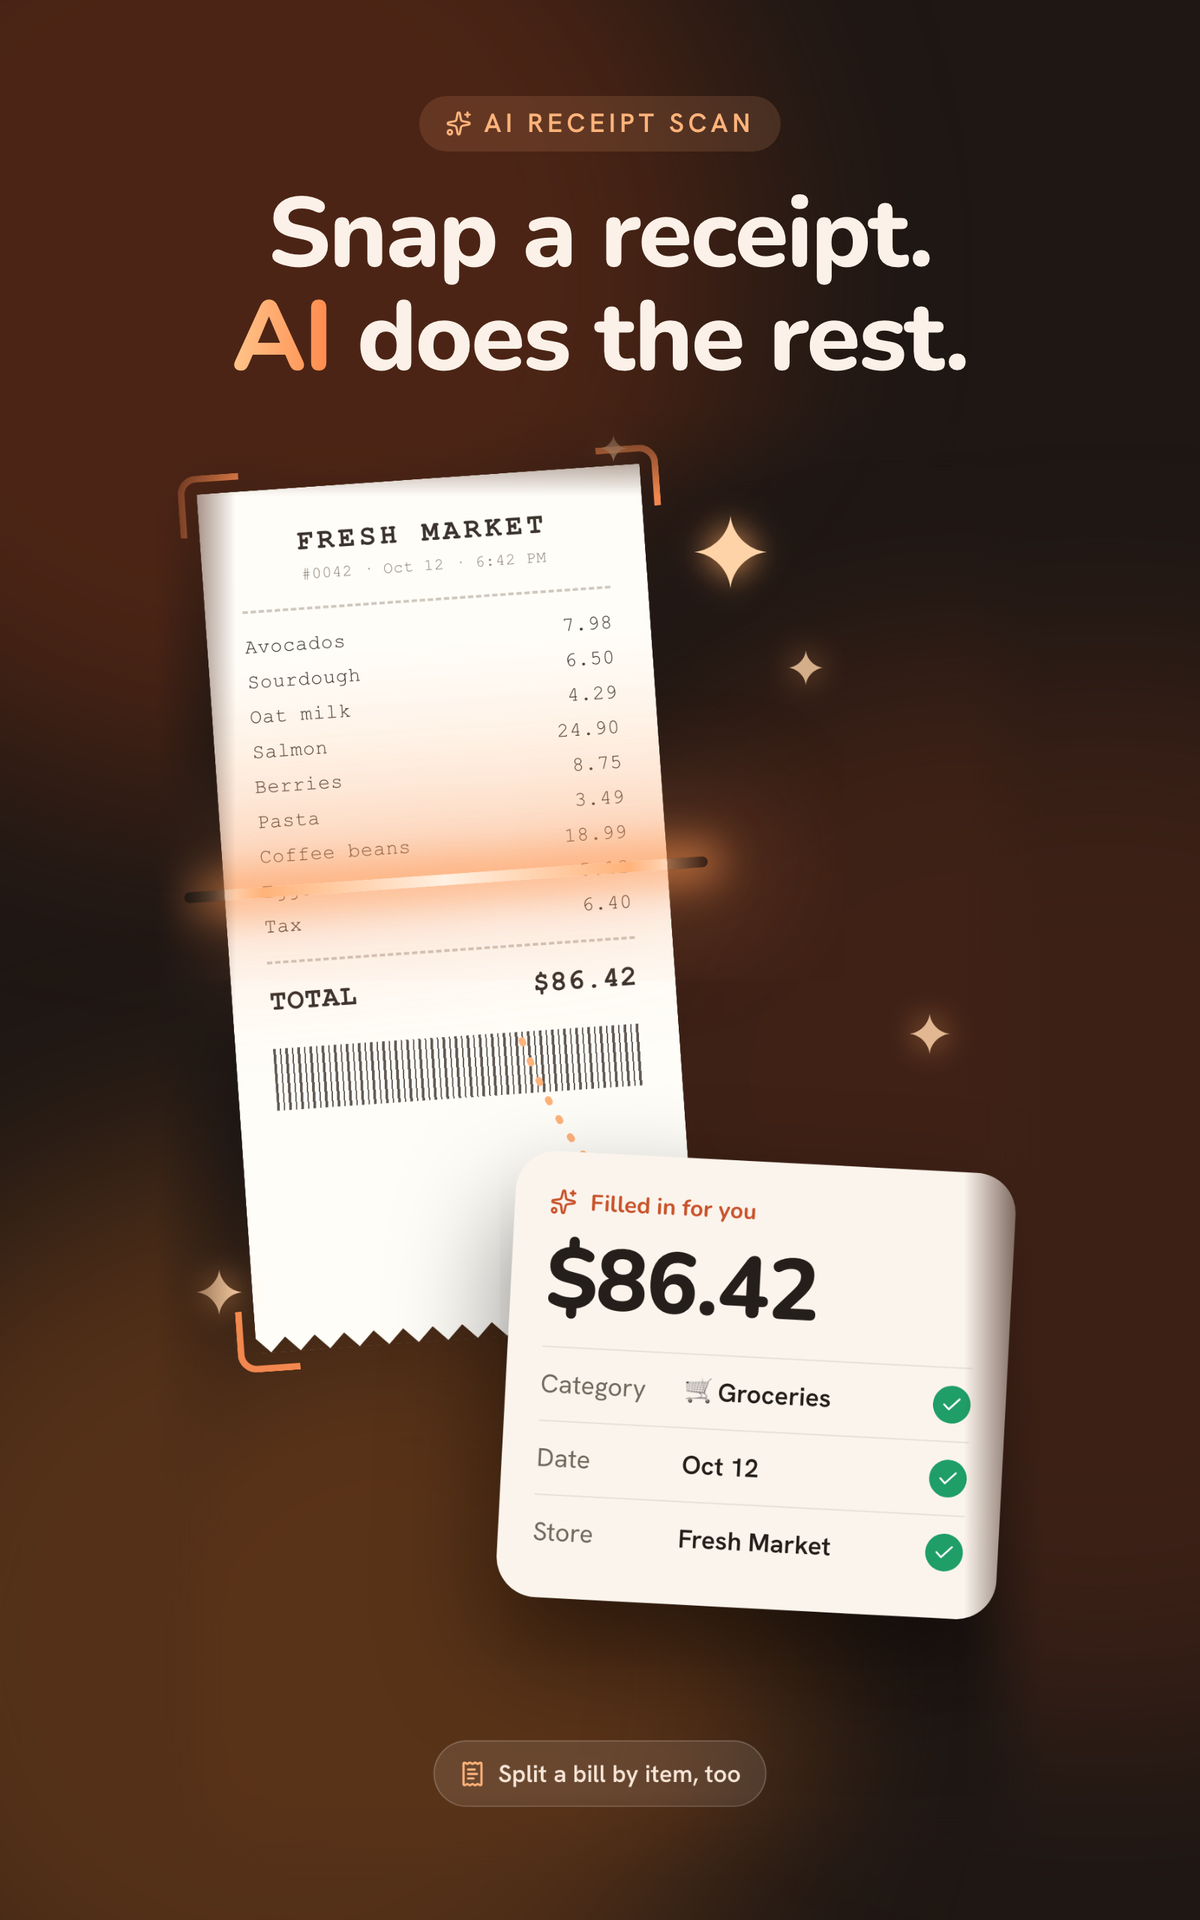 AI RECEIPT SCAN
Snap a receipt.
AI does the rest.
FRESH MARKET
#0042 · Oct 12 · 6:42 PM
Avocados 7.98
Sourdough 6.50
Oat milk 4.29
Salmon 24.90
Berries 8.75
Pasta 3.49
Coffee beans 18.99
Tax 6.40
TOTAL $86.42
Filled in for you
$86.42
Category 🛒 Groceries
Date Oct 12
Store Fresh Market
Split a bill by item, too